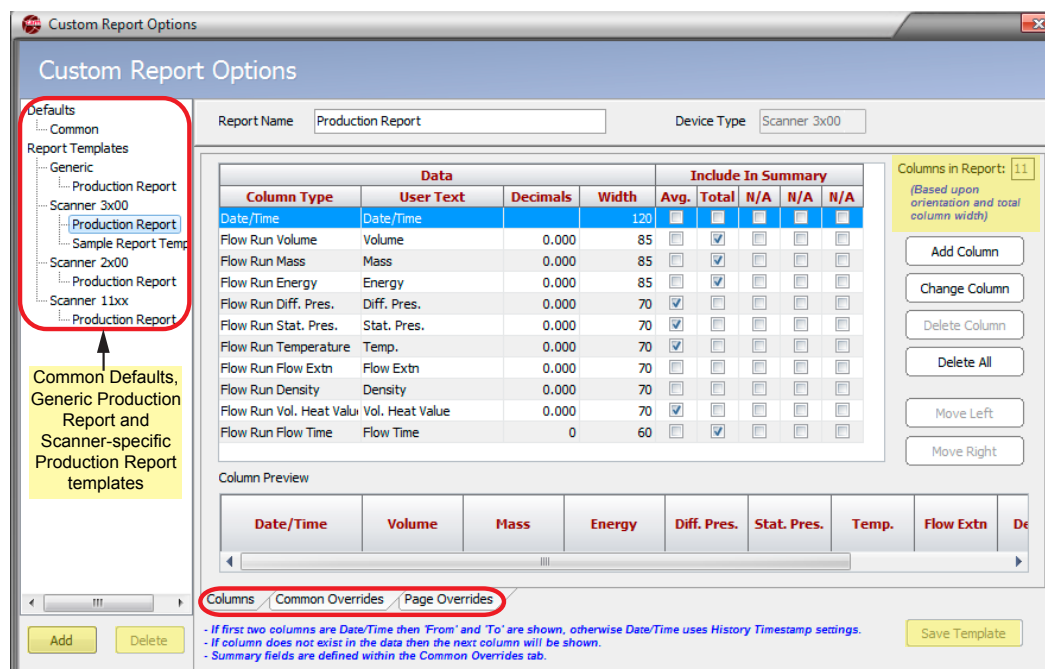 Custom Report Options
Custom Report Options
Defaults
Common
Report Templates
Generic
Production Report
Scanner 3x00
Production Report
Sample Report Temp
Scanner 2x00
Production Report
Scanner 11xx
Production Report
Common Defaults,
Generic Production
Report and
Scanner-specific
Production Report
templates
Add
Delete
Report Name
Production Report
Device Type
Scanner 3x00
Data
Include In Summary
Column Type User Text Decimals Width Avg. Total N/A N/A N/A
Date/Time Date/Time 120
Flow Run Volume Volume 0.000 85
Flow Run Mass Mass 0.000 85
Flow Run Energy Energy 0.000 85
Flow Run Diff. Pres. Diff. Pres. 0.000 70
Flow Run Stat. Pres. Stat. Pres. 0.000 70
Flow Run Temperature Temp. 0.000 70
Flow Run Flow Extn Flow Extn 0.000 70
Flow Run Density Density 0.000 70
Flow Run Vol. Heat Valu Vol. Heat Value 0.000 70
Flow Run Flow Time Flow Time 0 60
Columns in Report: 11
(Based upon
orientation and total
column width)
Add Column
Change Column
Delete Column
Delete All
Move Left
Move Right
Column Preview
Date/Time Volume Mass Energy Diff. Pres. Stat. Pres. Temp. Flow Extn De
Columns Common Overrides Page Overrides
- If first two columns are Date/Time then 'From' and 'To' are shown, otherwise Date/Time uses History Timestamp settings.
- If column does not exist in the data then the next column will be shown.
- Summary fields are defined within the Common Overrides tab.
Save Template